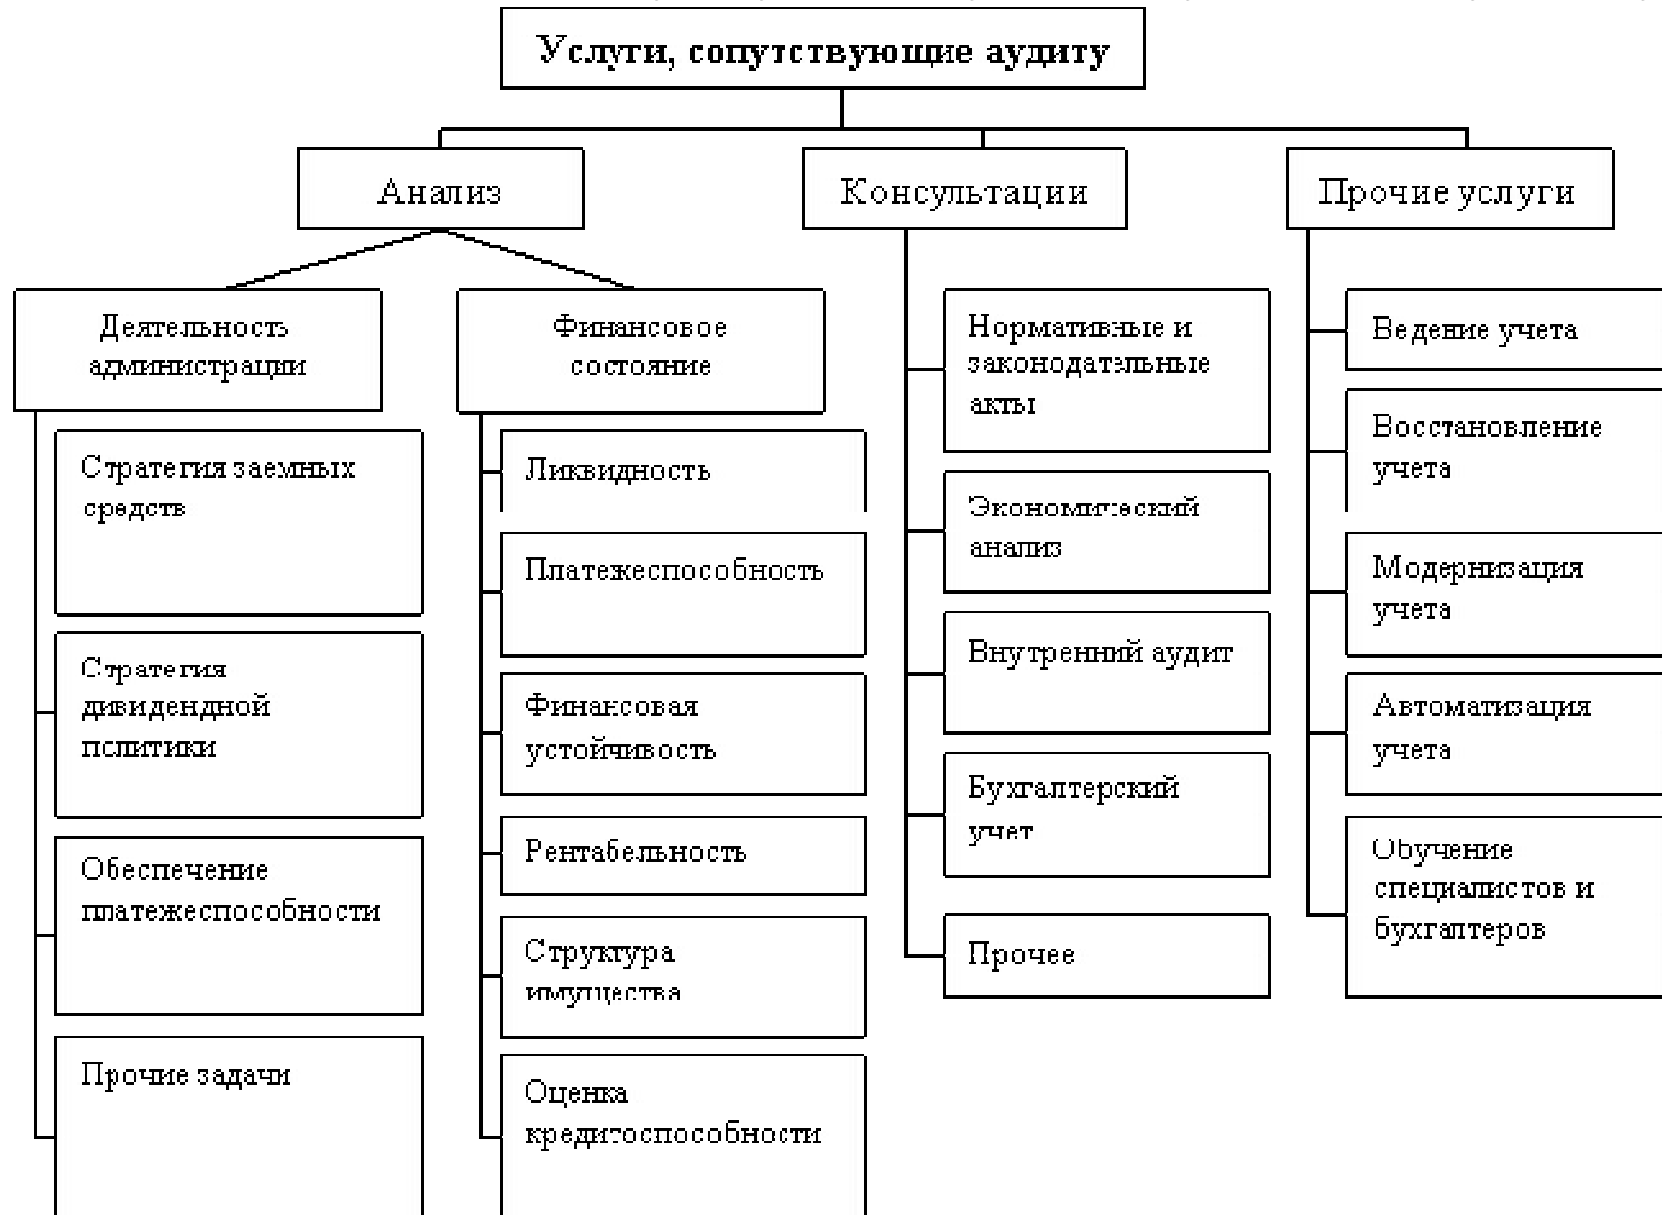 Услуги, сопутствующие аудиту
Анализ
Консультации
Прочие услуги
Деятельность
администрации
Стратегия заемных
средств
Стратегия
дивидендной
политики
Обеспечение
платежеспособности
Прочие задачи
Финансовое
состояние
Ликвидность
Платежеспособность
Финансовая
устойчивость
Рентабельность
Структура
имущества
Оценка
кредитоспособности
Нормативные и
законодательные
акты
Экономический
анализ
Внутренний аудит
Бухгалтерский
учет
Прочее
Ведение учета
Восстановление
учета
Модернизация
учета
Автоматизация
учета
Обучение
специалистов и
бухгалтеров